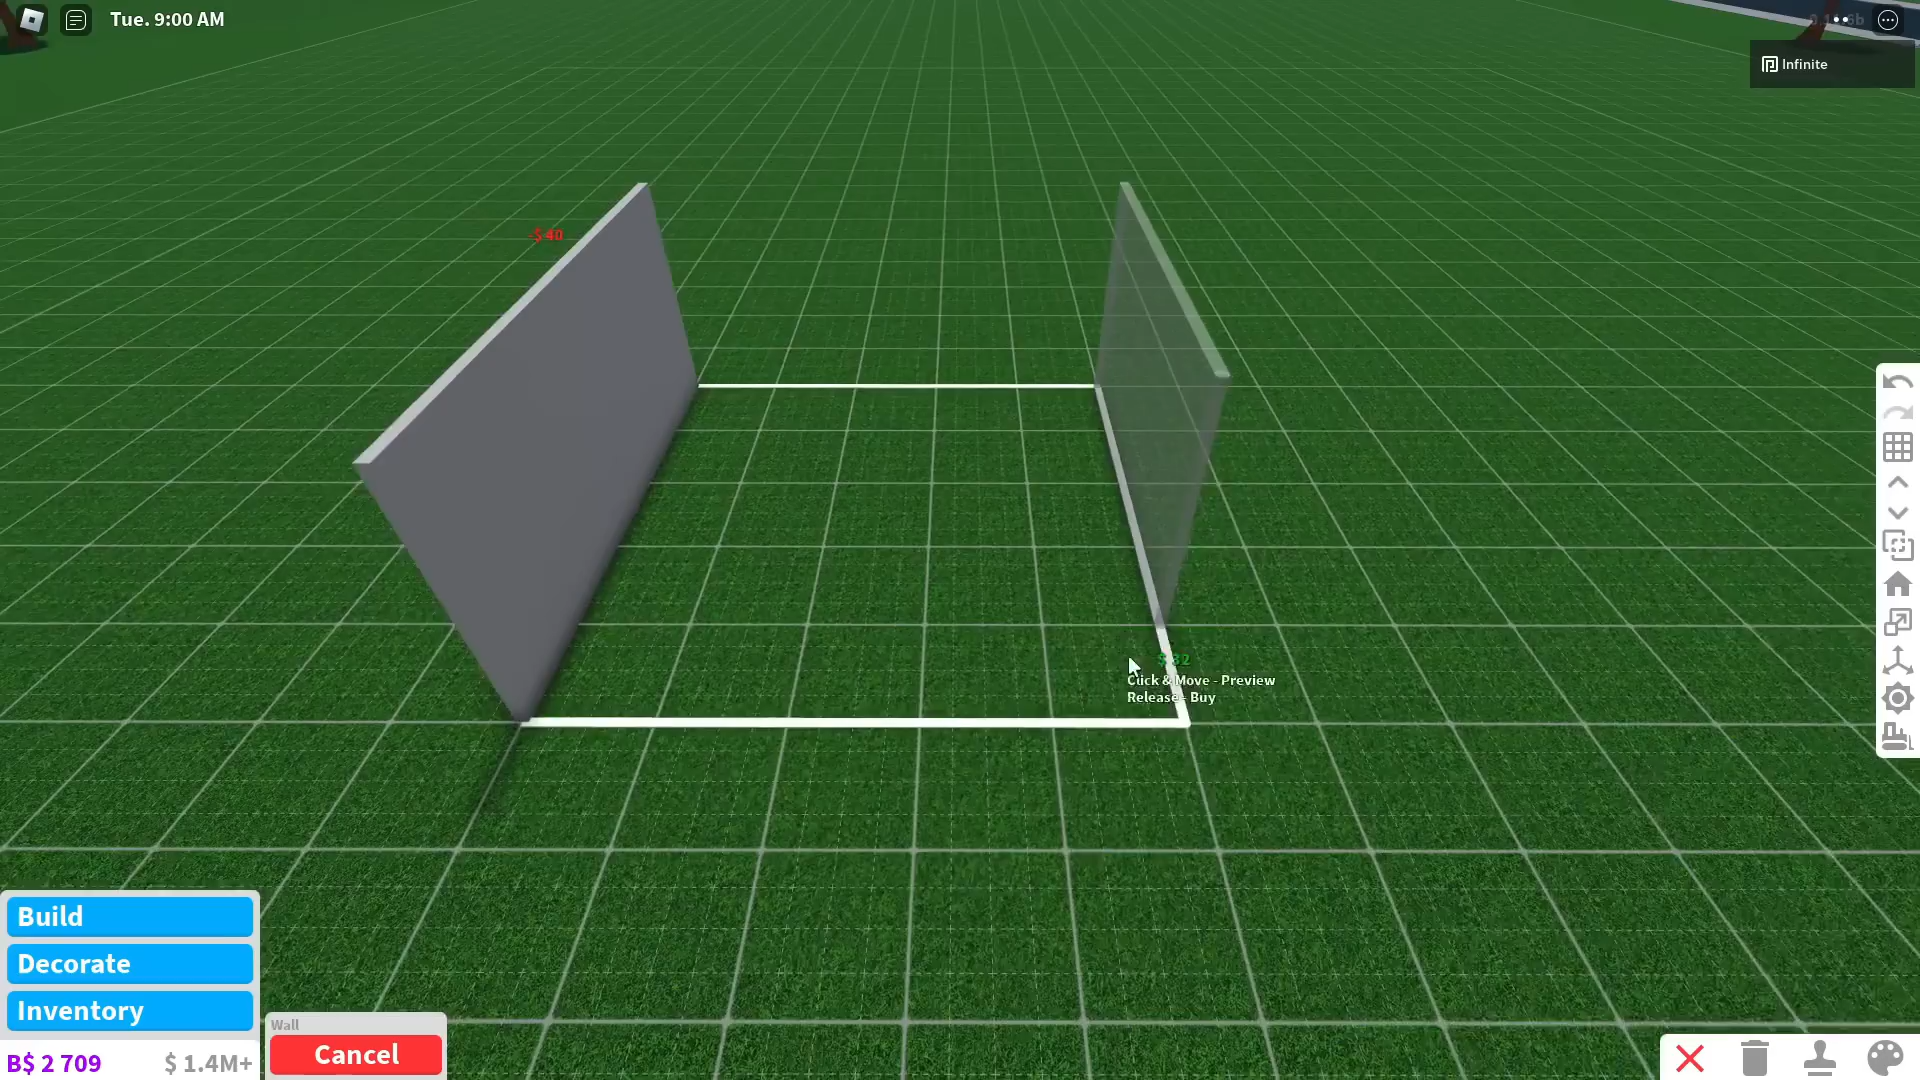 Tue. 9:00 AM
Infinite
-$ 40
$ 32
Click & Move - Preview
Release - Buy
Build
Decorate
Inventory
Wall
Cancel
B$ 2 709
$ 1.4M+